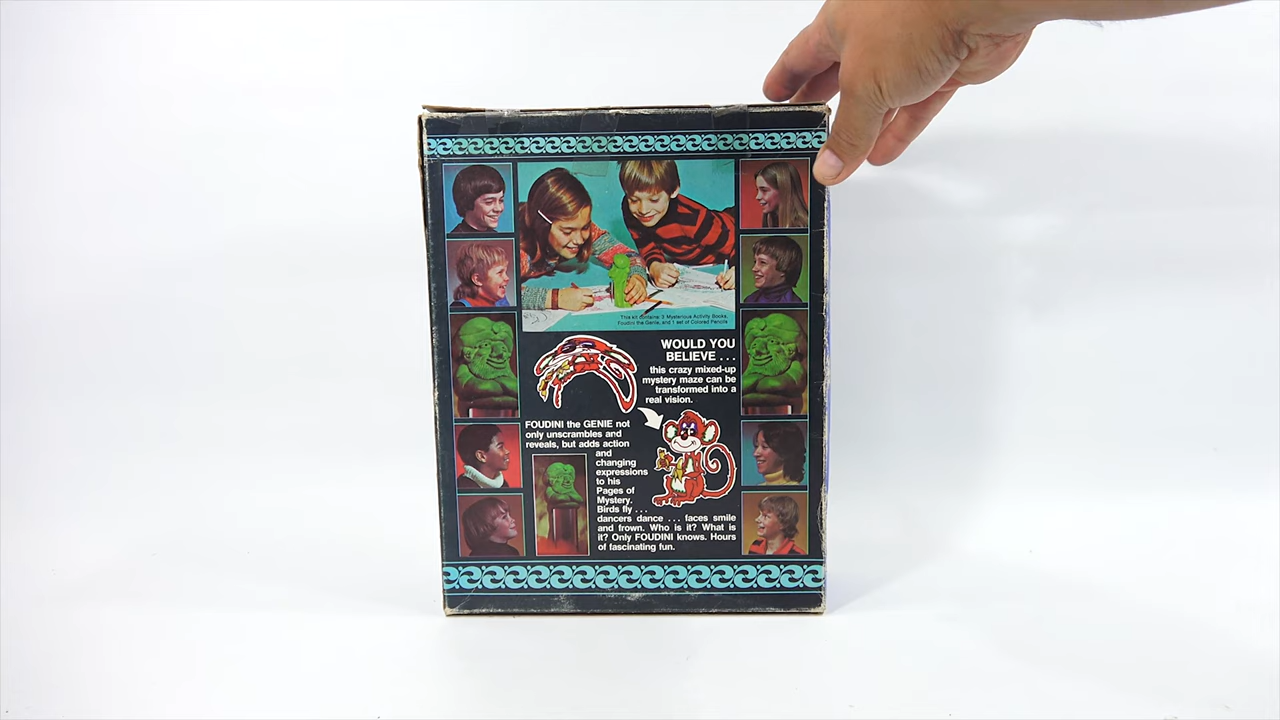 This kit contains: 3 Mysterious Activity Books,
Foudini the Genie, and 1 set of Colored Pencils
WOULD YOU
BELIEVE . . .
this crazy mixed-up
mystery maze can be
transformed into a
real vision.
FOUDINI the GENIE not
only unscrambles and
reveals, but adds action
and
changing
expressions
to his
Pages of
Mystery.
Birds fly . . .
dancers dance . . . faces smile
and frown. Who is it? What is
it? Only FOUDINI knows. Hours
of fascinating fun.